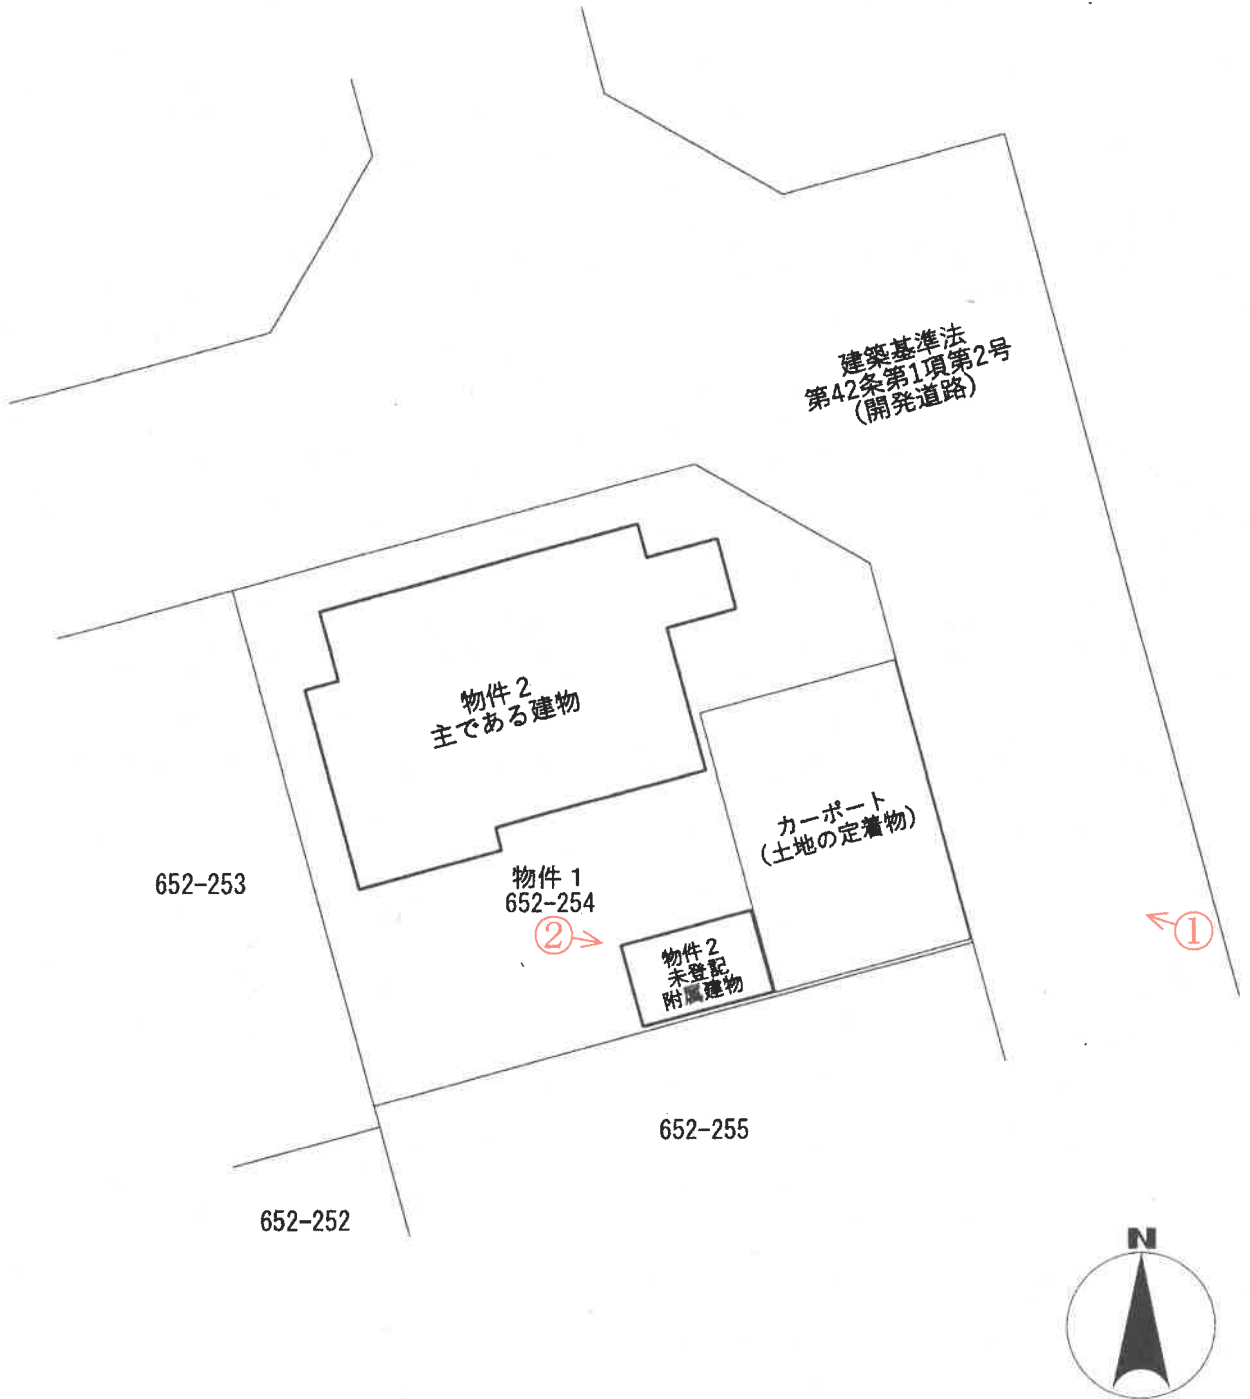 建築基準法
第42条第1項第2号
(開発道路)
物件2
主である建物
カーポート
(土地の定着物)
物件1
652-254
652-253
②
①
物件2
未登記
附属建物
652-255
652-252
N